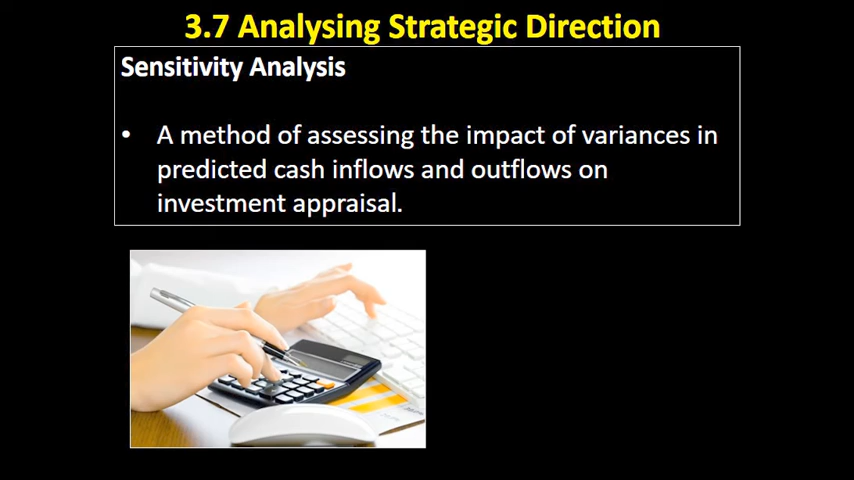 3.7 Analysing Strategic Direction
Sensitivity Analysis
• A method of assessing the impact of variances in
predicted cash inflows and outflows on
investment appraisal.